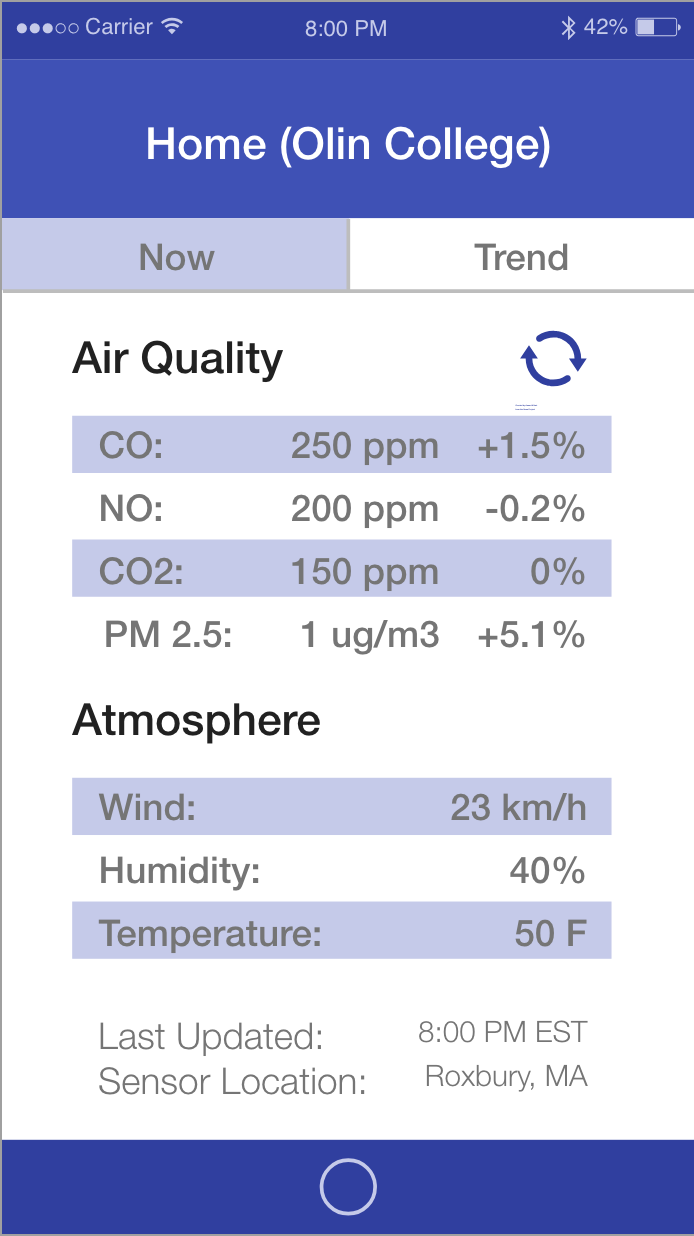 Carrier 8:00 PM 42%
Home (Olin College)
Now Trend
Air Quality
CO: 250 ppm +1.5%
NO: 200 ppm -0.2%
CO2: 150 ppm 0%
PM 2.5: 1 ug/m3 +5.1%
Atmosphere
Wind: 23 km/h
Humidity: 40%
Temperature: 50 F
Last Updated: 8:00 PM EST
Sensor Location: Roxbury, MA